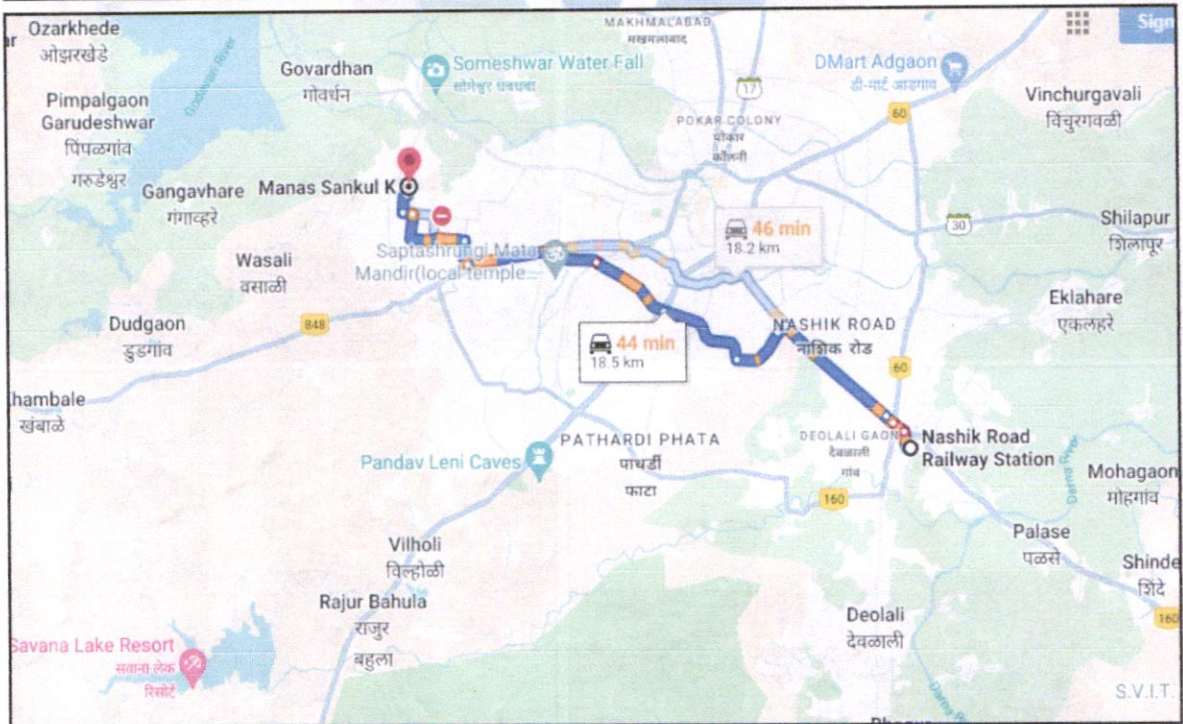 Ozarkhede
ओझरखेडे
MAKHMALABAD
मखमलाबाद
Sign
Govardhan
गोवर्धन
Someshwar Water Fall
सोमेश्वर धबधबा
DMart Adgaon
डी-मार्ट आडगाव
17
60
Pimpalgaon
Garudeshwar
पिंपळगांव
गरुडेश्वर
Vinchurgavali
विंचुरगवळी
POKAR COLONY
पोकार
कॉलनी
Gangavhare
गंगाव्हरे
Manas Sankul K
46 min
18.2 km
30
Shilapur
शिलापूर
Saptashrungi Mata
Mandir(local temple...
Wasali
वसाळी
Eklahare
एकलहरे
Dudgaon
डुडगांव
848
44 min
18.5 km
NASHIK ROAD
नाशिक रोड
60
खंबाळे
PATHARDI PHATA
पाथर्डी
फाटा
DEOLALI GAON
देवळाली
गांव
Nashik Road
Railway Station
Pandav Leni Caves
Mohagaon
मोहगांव
Darna River
160
Palase
पळसे
Vilholi
विल्होळी
Shinde
शिंदे
Rajur Bahula
राजुर
बहुला
Deolali
देवळाली
160
Savana Lake Resort
सवाना लेक
रिसॉर्ट
S.V.I.T.